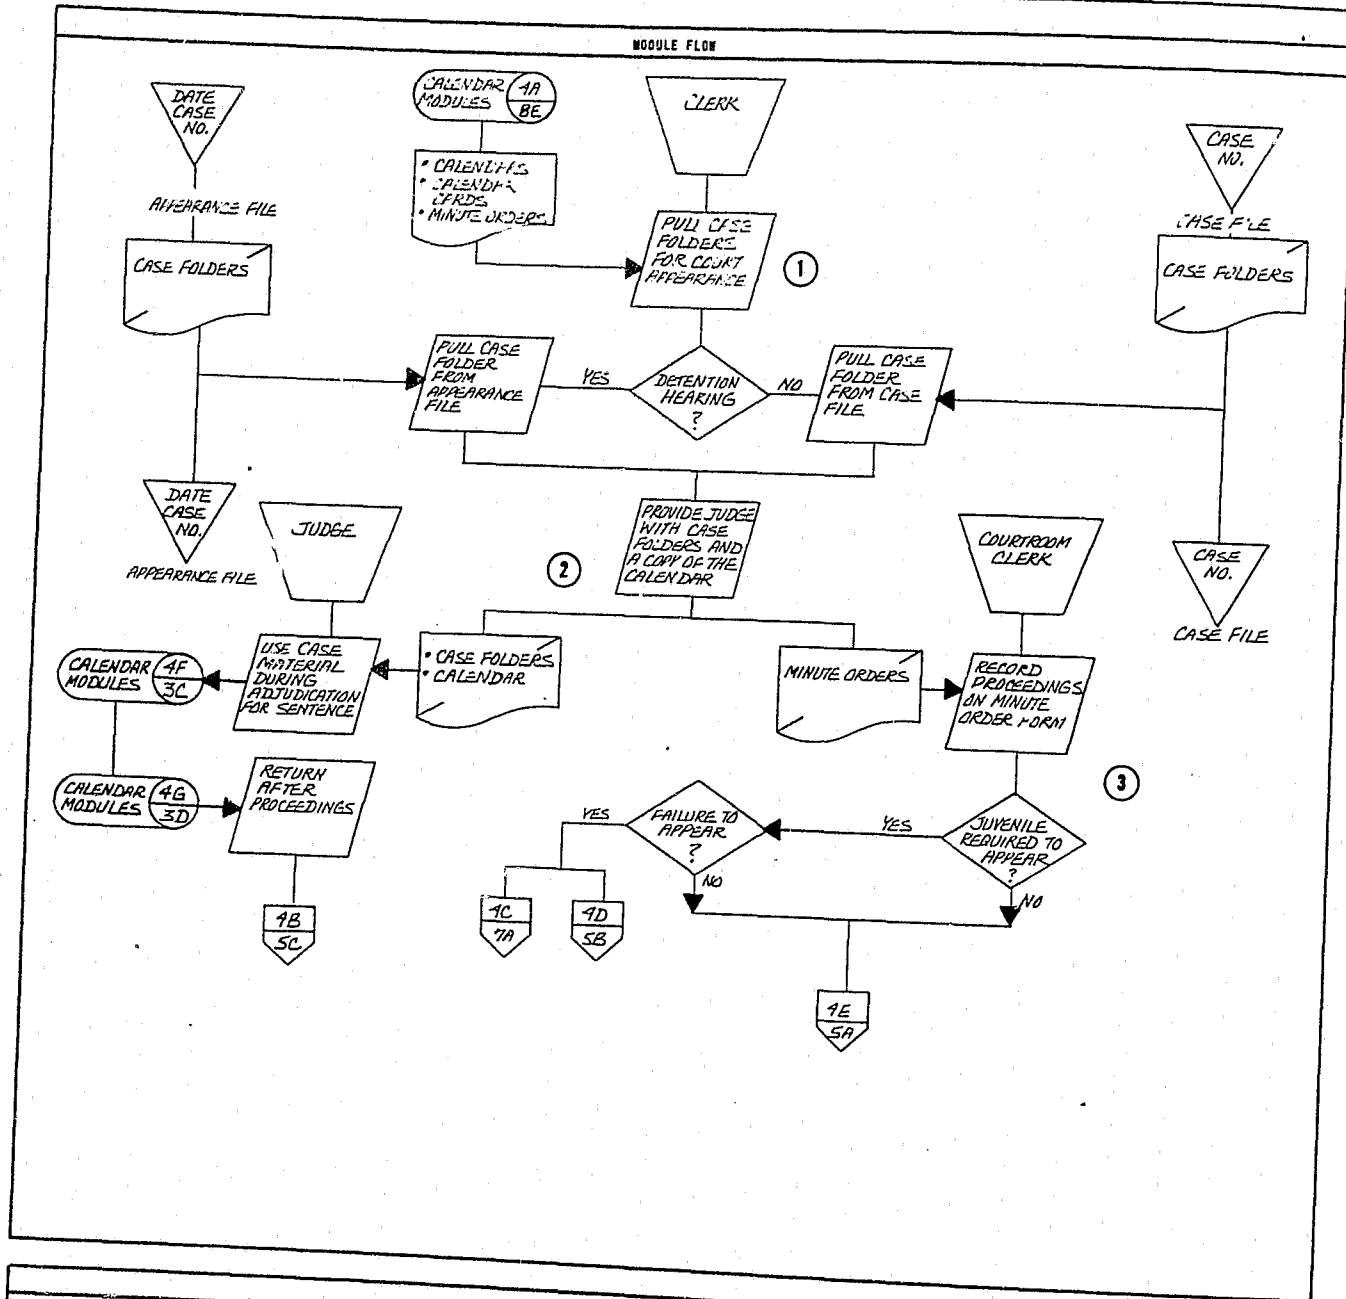 MODULE FLOW
DATE
CASE
NO.
APPEARANCE FILE
CASE FOLDERS
CALENDAR
MODULES
4A
8E
• CALENDARS
• CALENDAR
CARDS
• MINUTE ORDERS
CLERK
PULL CASE
FOLDERS
FOR COURT
APPEARANCE
1
CASE
NO.
CASE FILE
CASE FOLDERS
PULL CASE
FOLDER
FROM
APPEARANCE
FILE
YES
DETENTION
HEARING
?
NO
PULL CASE
FOLDER
FROM CASE
FILE
DATE
CASE
NO.
APPEARANCE FILE
JUDGE
2
PROVIDE JUDGE
WITH CASE
FOLDERS AND
A COPY OF THE
CALENDAR
COURTROOM
CLERK
CASE
NO.
CASE FILE
CALENDAR
MODULES
4F
3C
USE CASE
MATERIAL
DURING
ADJUDICATION
FOR SENTENCE
• CASE FOLDERS
• CALENDAR
MINUTE ORDERS
RECORD
PROCEEDINGS
ON MINUTE
ORDER FORM
3
CALENDAR
MODULES
4G
3D
RETURN
AFTER
PROCEEDINGS
YES
FAILURE TO
APPEAR
?
NO
YES
JUVENILE
REQUIRED TO
APPEAR
?
NO
4B
5C
4C
7A
4D
5B
4E
5A